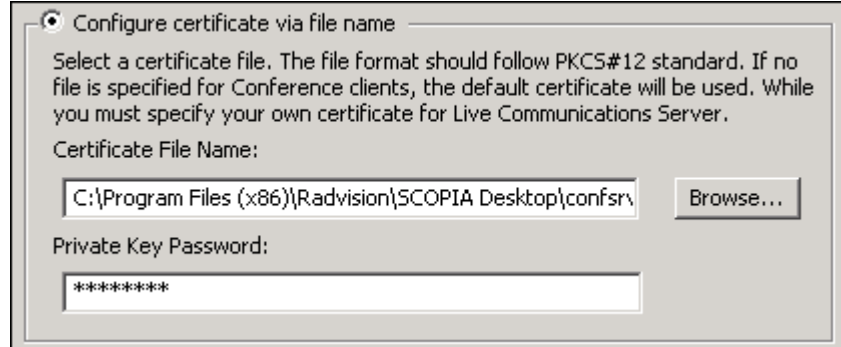 Configure certificate via file name
Select a certificate file. The file format should follow PKCS#12 standard. If no
file is specified for Conference clients, the default certificate will be used. While
you must specify your own certificate for Live Communications Server.
Certificate File Name:
C:\Program Files (x86)\Radvision\SCOPIA Desktop\confsr\
Browse...
Private Key Password:
********